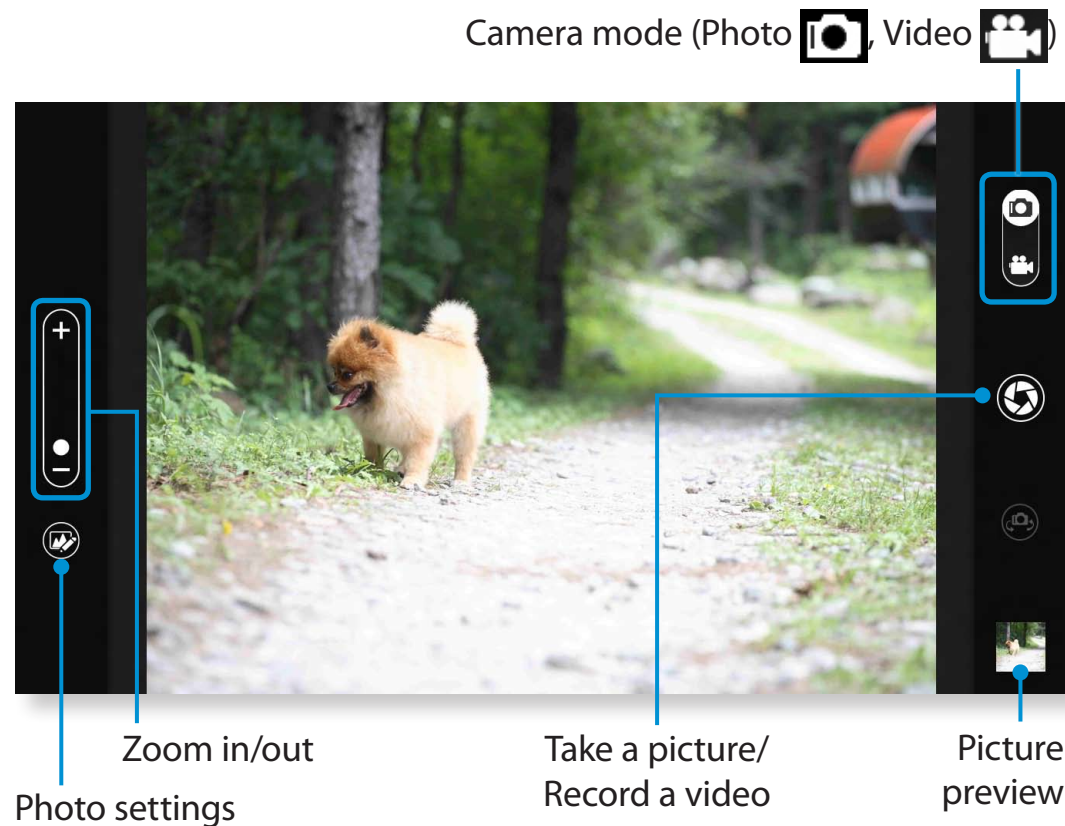 Camera mode (Photo , Video )
Zoom in/out
Take a picture/
Record a video
Picture
preview
Photo settings